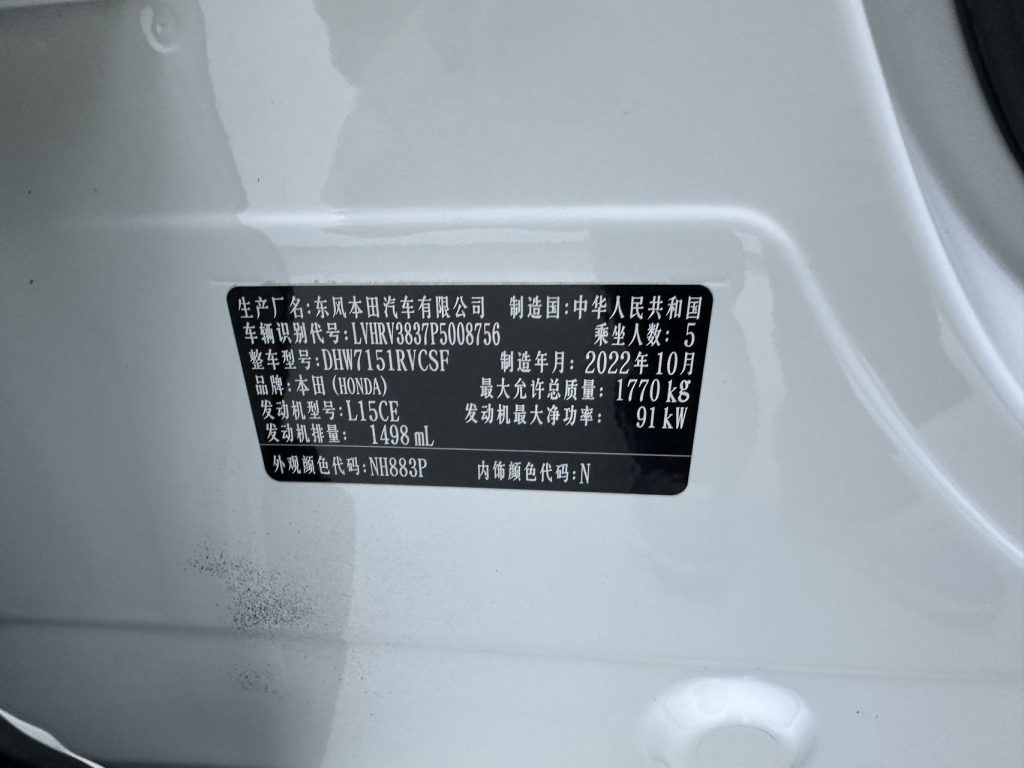 生产厂名:东风本田汽车有限公司 制造国:中华人民共和国
车辆识别代号:LVHRV3837P5008756 乘坐人数: 5
整车型号:DHW7151RVCSF 制造年月: 2022年10月
品牌:本田(HONDA) 最大允许总质量: 1770 kg
发动机型号:L15CE 发动机最大净功率: 91kW
发动机排量: 1498 mL
外观颜色代码:NH883P 内饰颜色代码:N